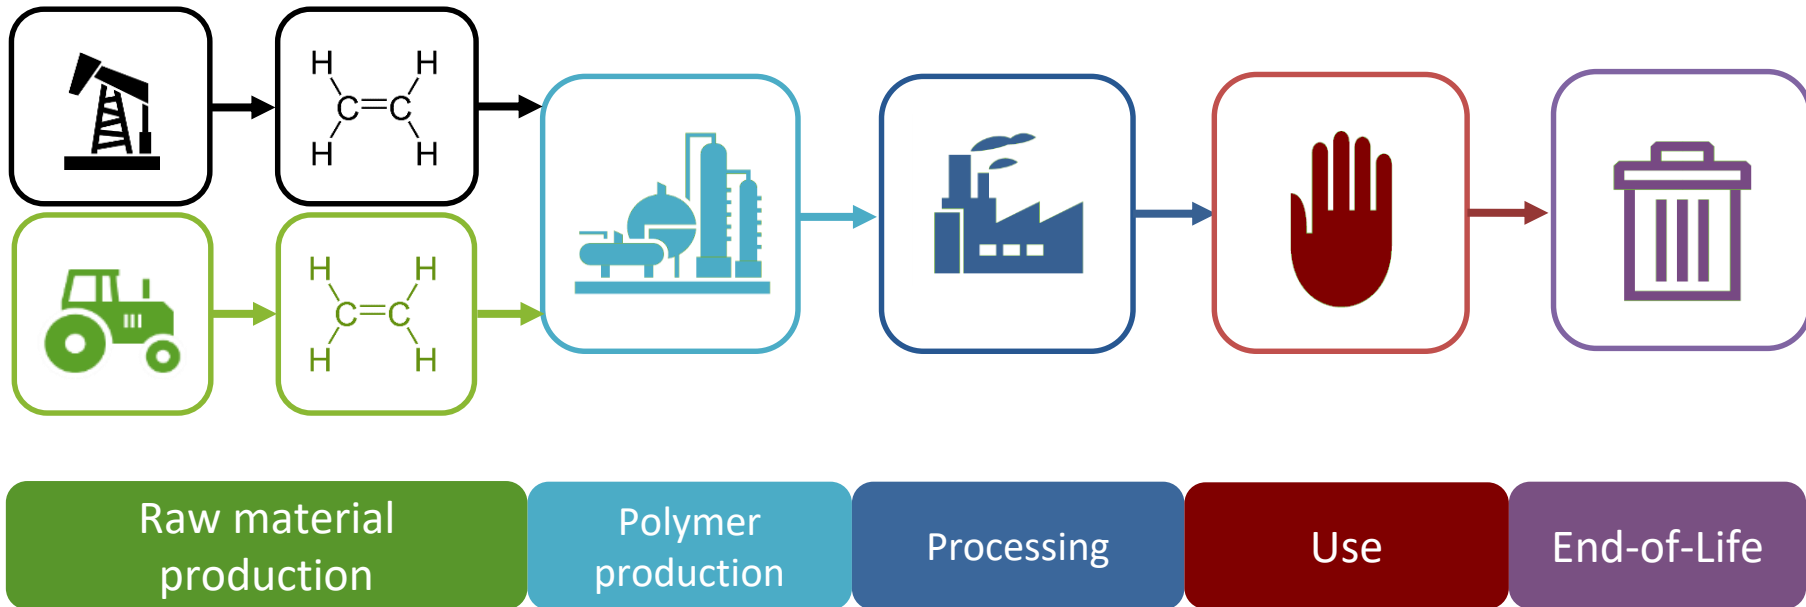 H H
C=C
H H
H H
C=C
H H
Raw material
production
Polymer
production
Processing
Use
End-of-Life